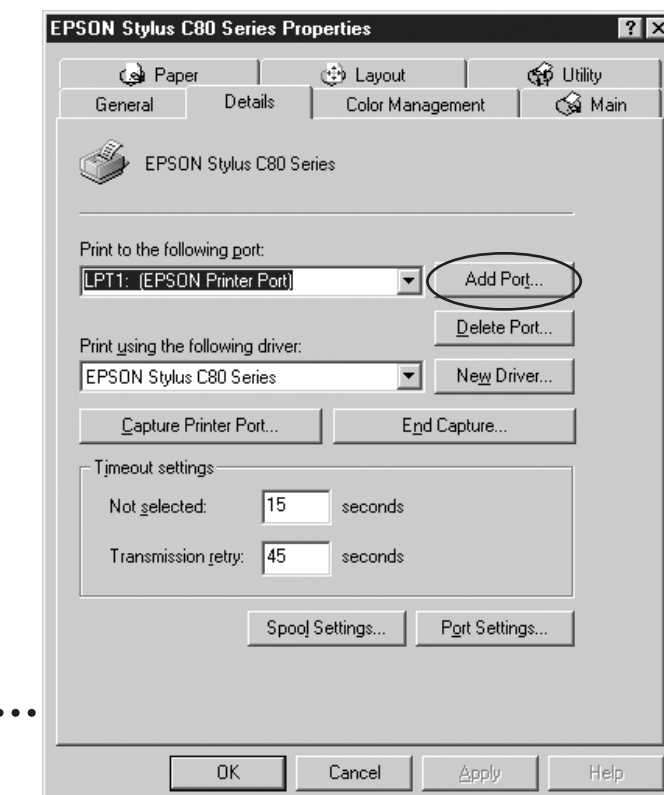 EPSON Stylus C80 Series Properties
Paper Layout Utility
General Details Color Management Main
EPSON Stylus C80 Series
Print to the following port:
LPT1: (EPSON Printer Port) Add Port...
Delete Port...
Print using the following driver:
EPSON Stylus C80 Series New Driver...
Capture Printer Port... End Capture...
Timeout settings
Not selected: 15 seconds
Transmission retry: 45 seconds
Spool Settings... Port Settings...
OK Cancel Apply Help